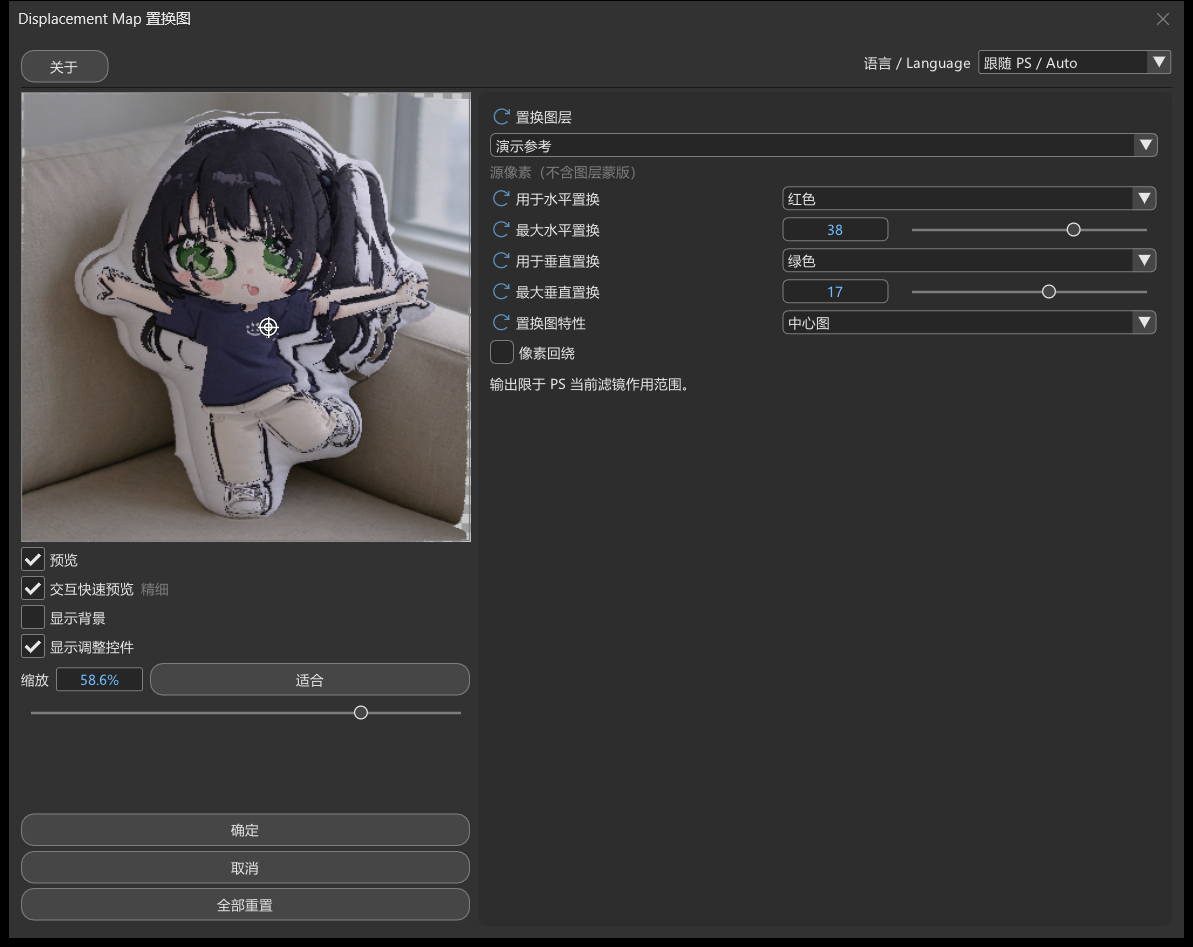 Displacement Map 置换图
关于
语言 / Language 跟随 PS / Auto
置换图层
演示参考
源像素（不含图层蒙版）
用于水平置换 红色
最大水平置换 38
用于垂直置换 绿色
最大垂直置换 17
置换图特性 中心图
像素回绕
输出限于 PS 当前滤镜作用范围。
预览
交互快速预览 精细
显示背景
显示调整控件
缩放 58.6% 适合
确定
取消
全部重置